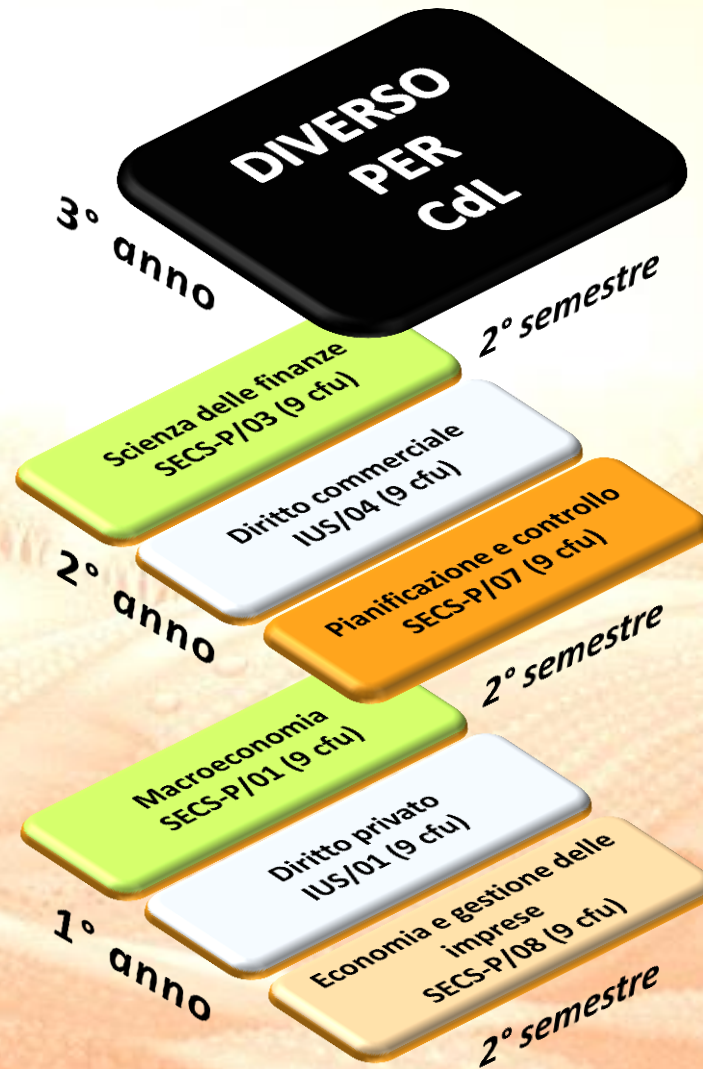 DIVERSO
PER
CdL
3° anno
2° semestre
Scienza delle finanze
SECS-P/03 (9 cfu)
Diritto commerciale
IUS/04 (9 cfu)
Pianificazione e controllo
SECS-P/07 (9 cfu)
2° anno
2° semestre
Macroeconomia
SECS-P/01 (9 cfu)
Diritto privato
IUS/01 (9 cfu)
Economia e gestione delle
imprese
SECS-P/08 (9 cfu)
1° anno
2° semestre